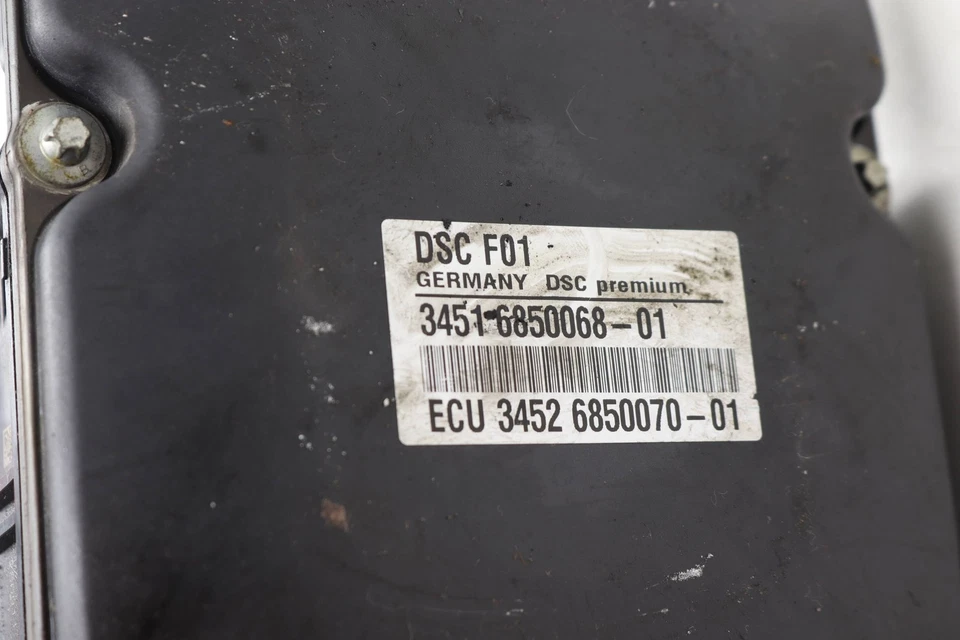 DSC F01
GERMANY DSC premium
3451 6850068-01
ECU 3452 6850070-01